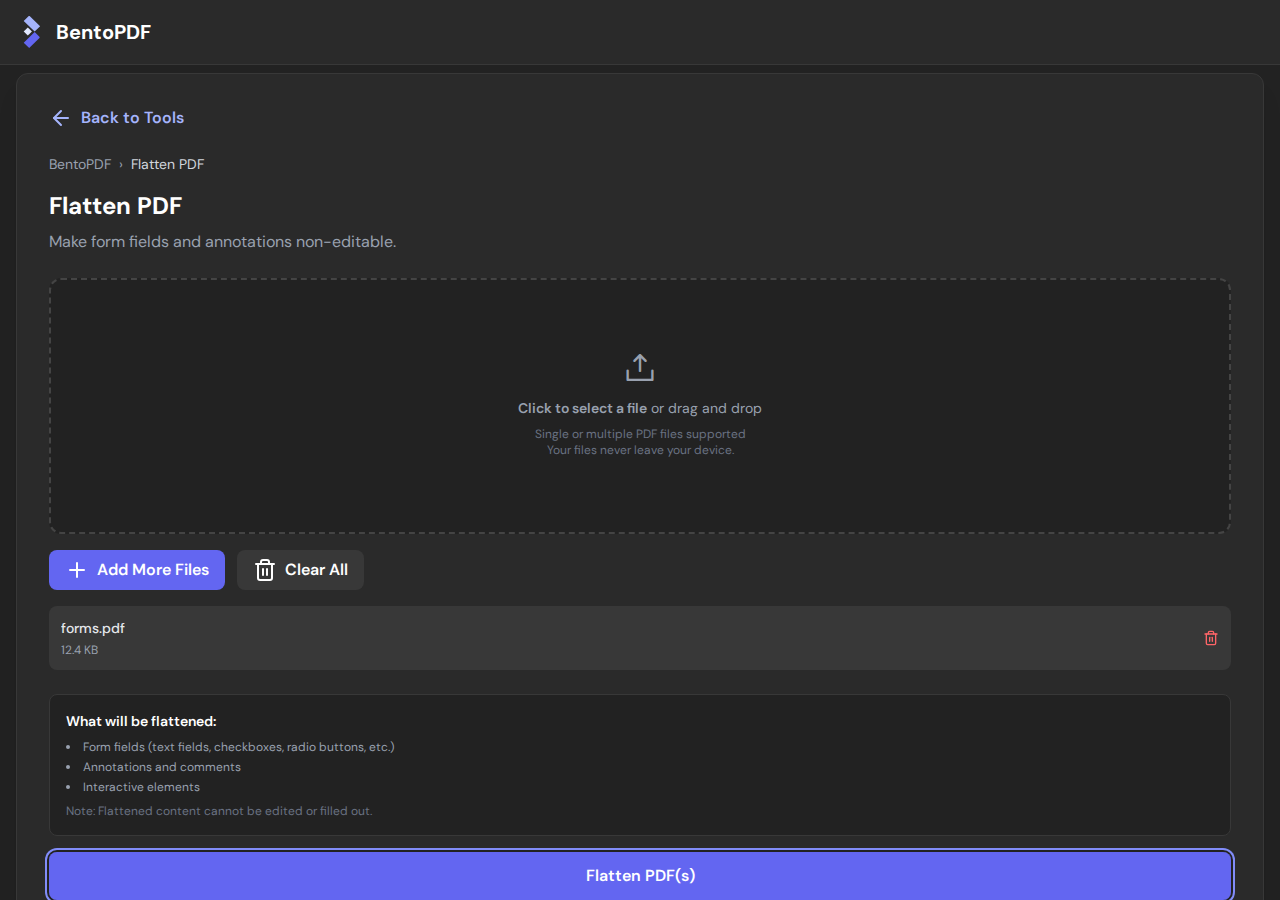 BentoPDF
Back to Tools
BentoPDF › Flatten PDF
Flatten PDF
Make form fields and annotations non-editable.
Click to select a file or drag and drop
Single or multiple PDF files supported
Your files never leave your device.
Add More Files
Clear All
forms.pdf
12.4 KB
What will be flattened:
• Form fields (text fields, checkboxes, radio buttons, etc.)
• Annotations and comments
• Interactive elements
Note: Flattened content cannot be edited or filled out.
Flatten PDF(s)